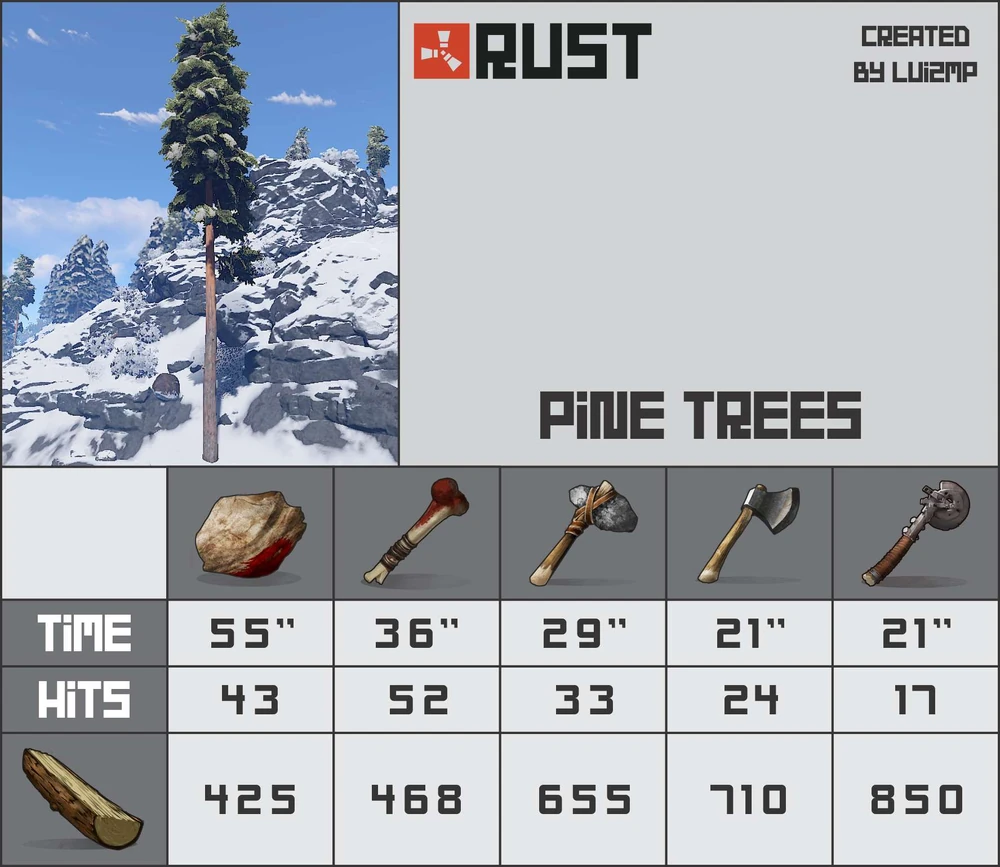 RUST
CREATED
BY LUiZMP
PiNE TREES
TiME 55" 36" 29" 21" 21"
HiTS 43 52 33 24 17
425 468 655 710 850